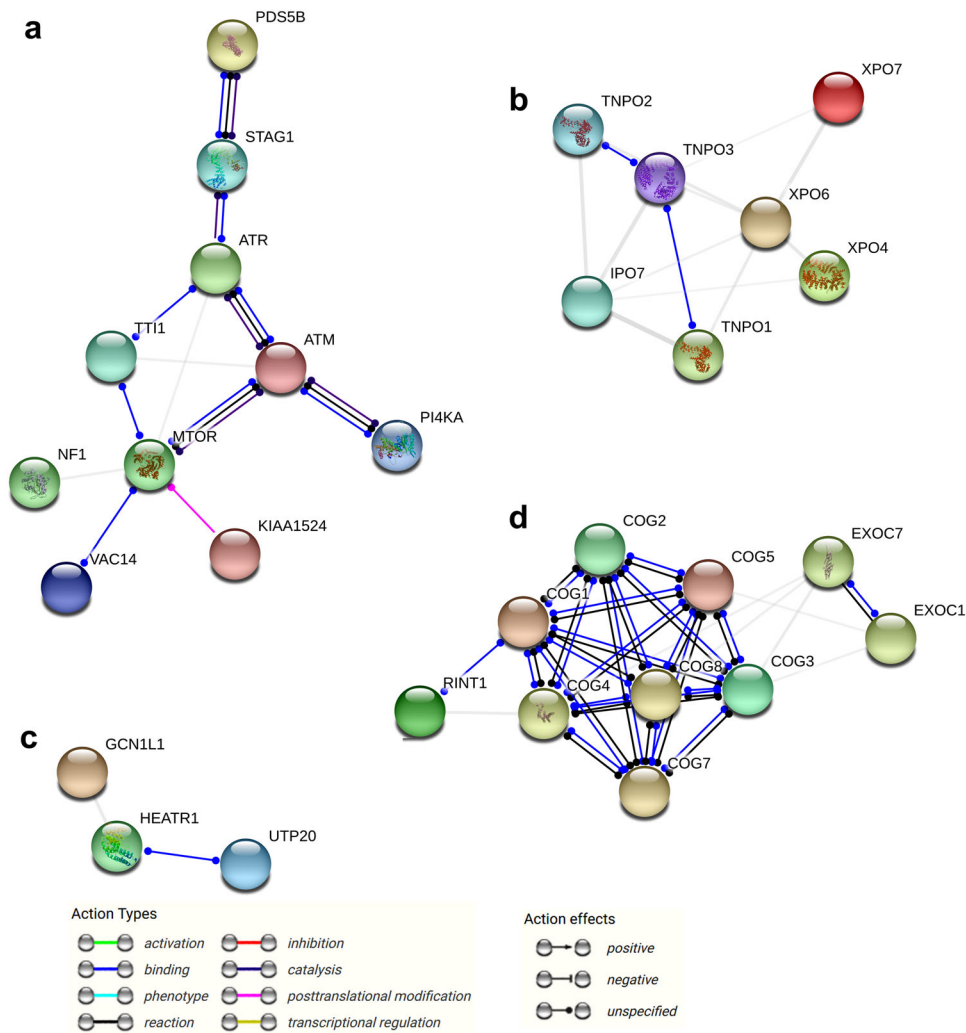 a
PDS5B
STAG1
ATR
TTI1
ATM
PI4KA
MTOR
NF1
VAC14
KIAA1524
b
XPO7
TNPO2
TNPO3
XPO6
XPO4
IPO7
TNPO1
d
COG2
EXOC7
COG5
EXOC1
COG1
COG8
COG3
COG4
RINT1
COG7
c
GCN1L1
HEATR1
UTP20
Action Types
activation
inhibition
binding
catalysis
phenotype
posttranslational modification
reaction
transcriptional regulation
Action effects
positive
negative
unspecified